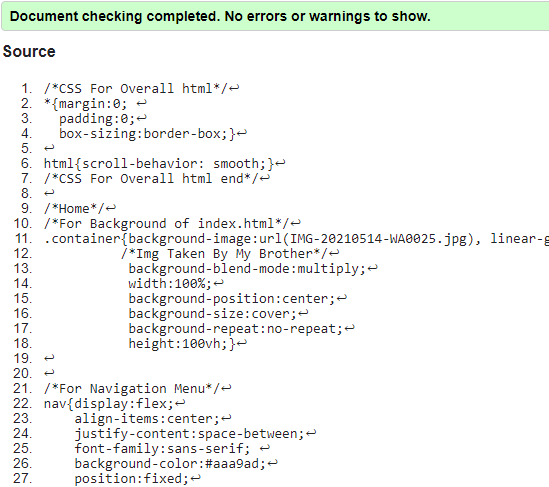 Document checking completed. No errors or warnings to show.
Source
1. /*CSS For Overall html*/↩
2. *{margin:0; ↩
3.   padding:0;↩
4.   box-sizing:border-box;}↩
5. ↩
6. html{scroll-behavior: smooth;}↩
7. /*CSS For Overall html end*/↩
8. ↩
9. /*Home*/↩
10. /*For Background of index.html*/↩
11. .container{background-image:url(IMG-20210514-WA0025.jpg), linear-g
12.           /*Img Taken By My Brother*/↩
13.            background-blend-mode:multiply;↩
14.            width:100%;↩
15.            background-position:center;↩
16.            background-size:cover;↩
17.            background-repeat:no-repeat;↩
18.            height:100vh;}↩
19. ↩
20. ↩
21. /*For Navigation Menu*/↩
22. nav{display:flex;↩
23.     align-items:center;↩
24.     justify-content:space-between;↩
25.     font-family:sans-serif; ↩
26.     background-color:#aaa9ad;↩
27.     position:fixed;↩